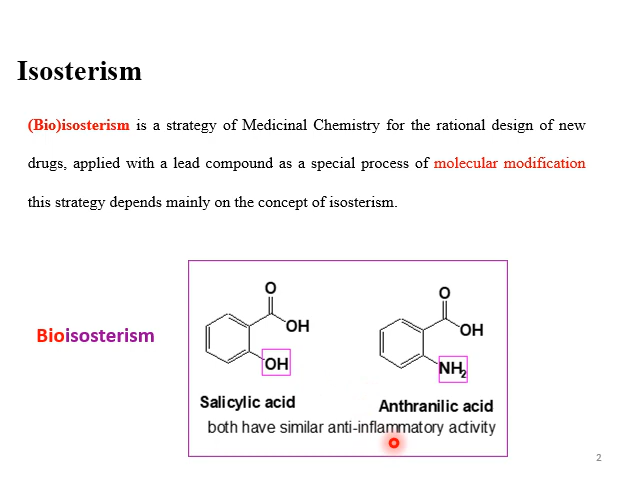 Isosterism
(Bio)isosterism is a strategy of Medicinal Chemistry for the rational design of new
drugs, applied with a lead compound as a special process of molecular modification
this strategy depends mainly on the concept of isosterism.
Bioisosterism
O
OH
OH
Salicylic acid
O
OH
NH2
Anthranilic acid
both have similar anti-inflammatory activity
2